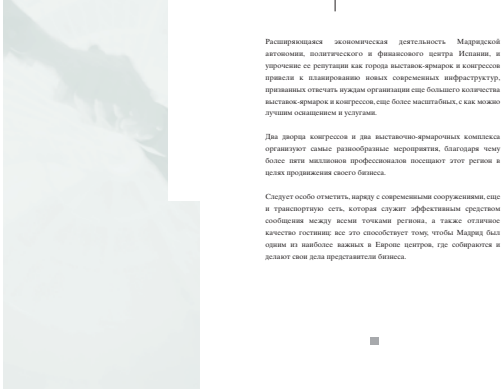 Расширяющаяся экономическая деятельность Мадридской
автономии, политического и финансового центра Испании, и
упрочение ее репутации как города выставок-ярмарок и конгрессов
привели к планированию новых современных инфраструктур,
призванных отвечать нуждам организации еще большего количества
выставок-ярмарок и конгрессов, еще более масштабных, с как можно
лучшим оснащением и услугами.
Два дворца конгрессов и два выставочно-ярмарочных комплекса
организуют самые разнообразные мероприятия, благодаря чему
более пяти миллионов профессионалов посещают этот регион в
целях продвижения своего бизнеса.
Следует особо отметить, наряду с современными сооружениями, еще
и транспортную сеть, которая служит эффективным средством
сообщения между всеми точками региона, а также отличное
качество гостиниц: все это способствует тому, чтобы Мадрид был
одним из наиболее важных в Европе центров, где собираются и
делают свои дела представители бизнеса.